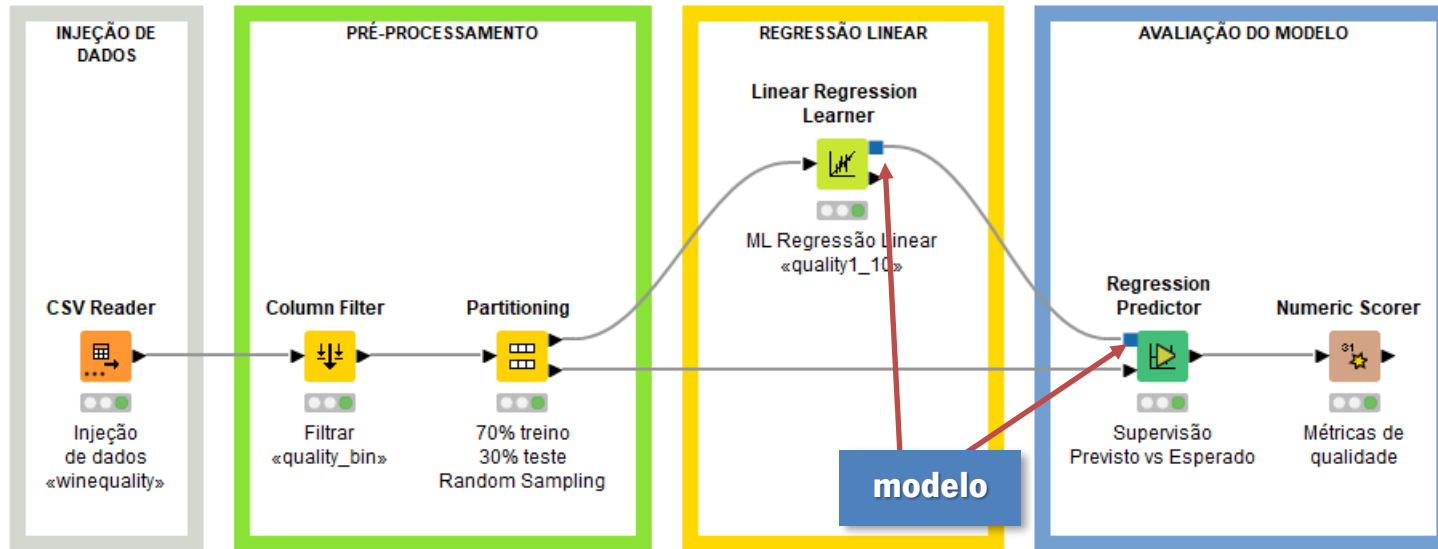 INJEÇÃO DE
DADOS
PRÉ-PROCESSAMENTO
REGRESSÃO LINEAR
AVALIAÇÃO DO MODELO
CSV Reader
Injeção
de dados
«winequality»
Column Filter
Filtrar
«quality_bin»
Partitioning
70% treino
30% teste
Random Sampling
Linear Regression
Learner
ML Regressão Linear
«quality1_10»
Regression
Predictor
Supervisão
Previsto vs Esperado
Numeric Scorer
31
Métricas de
qualidade
modelo